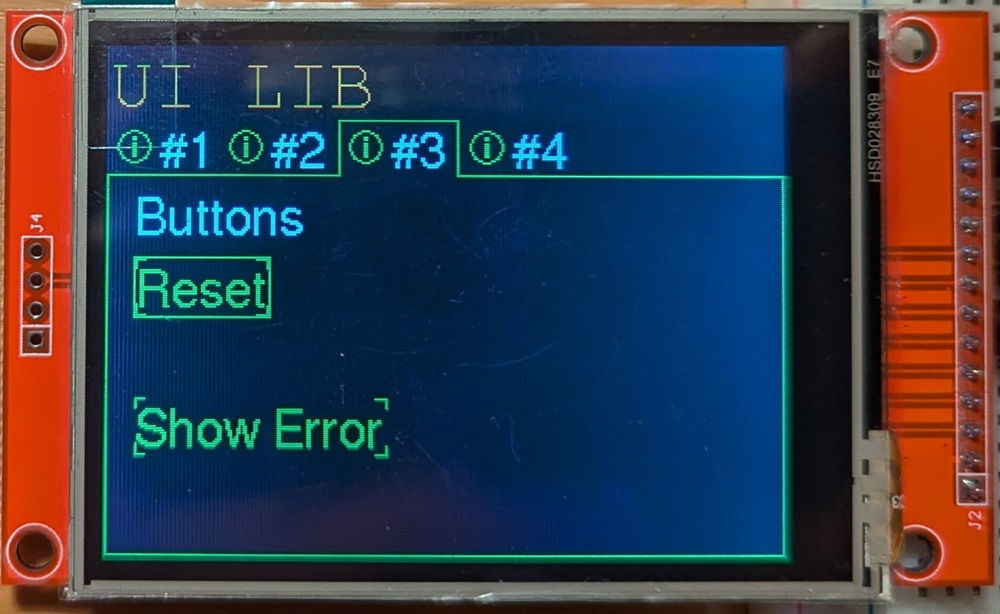 UI LIB
#1 #2 #3 #4
Buttons
Reset
Show Error
J4
HSD028309 E7
J2